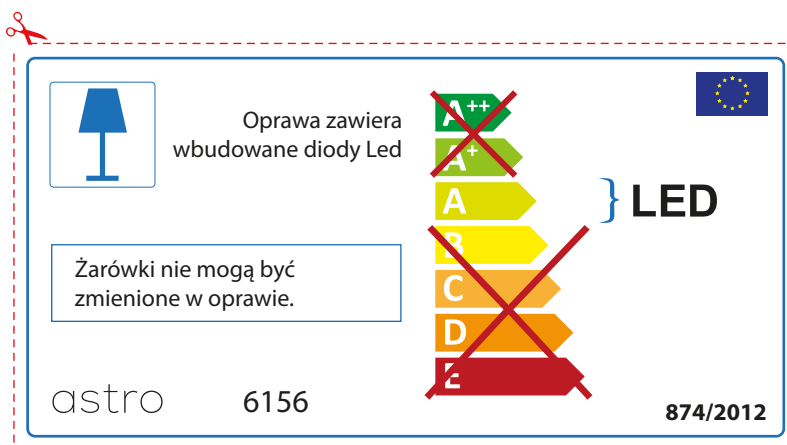 Oprawa zawiera
wbudowane diody Led
A++
A+
A
B
C
D
E
LED
Żarówki nie mogą być
zmienione w oprawie.
astro
6156
874/2012